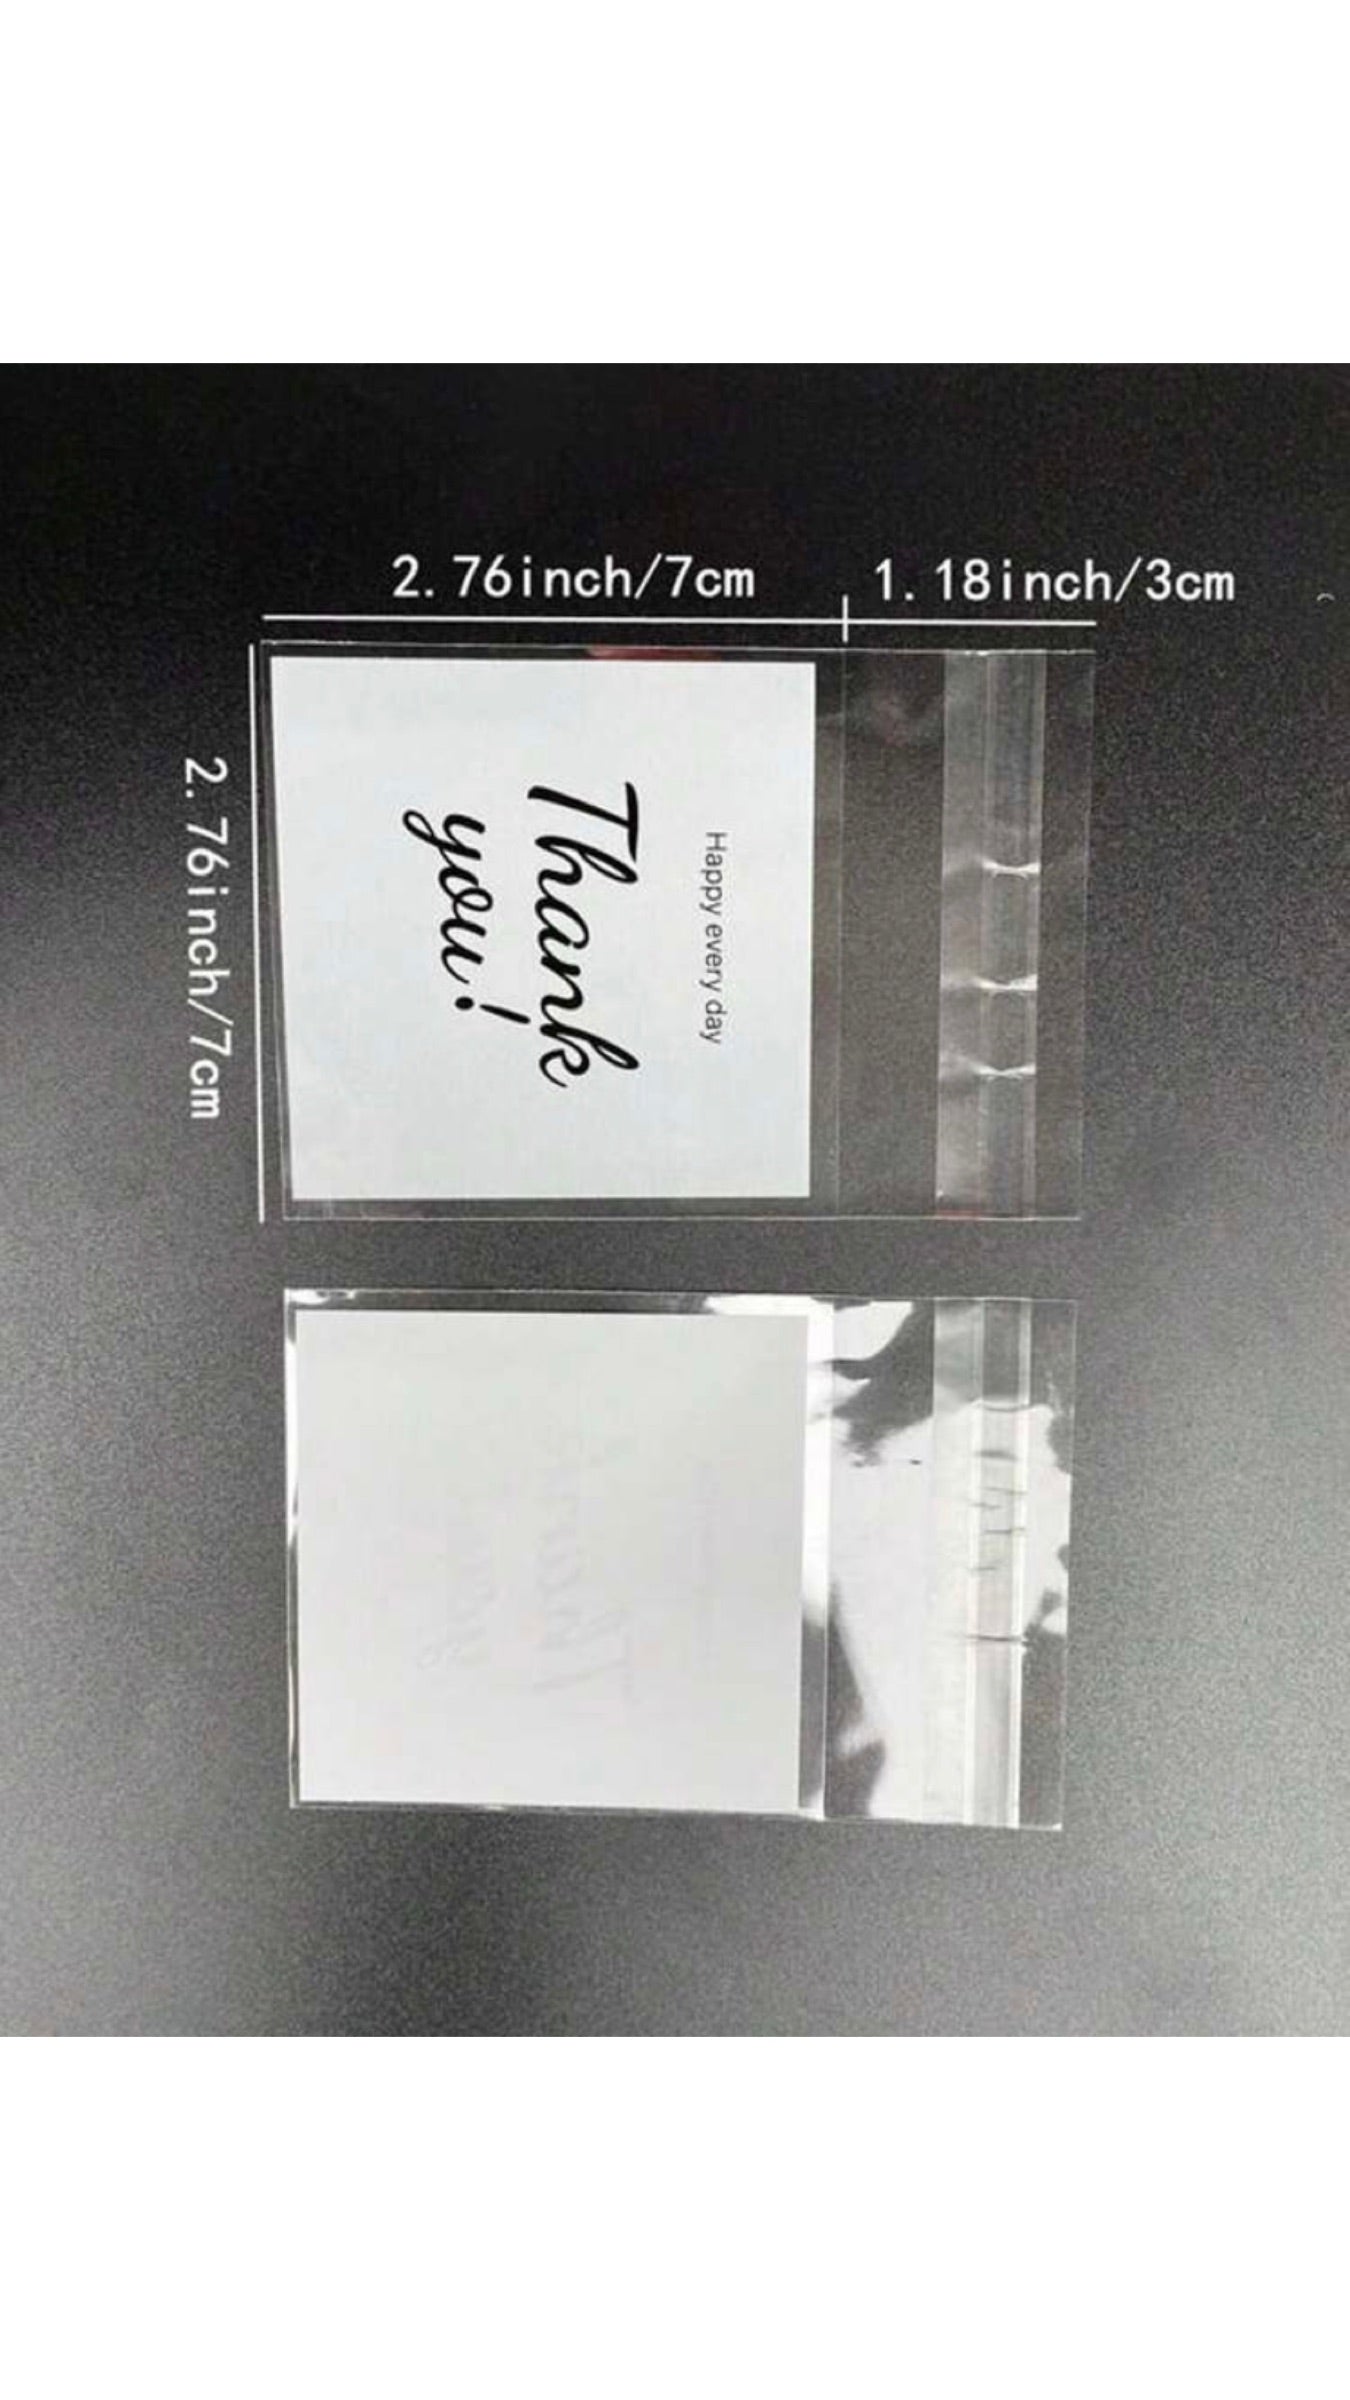 2.76inch/7cm
1.18inch/3cm
2.76inch/7cm
Happy every day
Thank
you!